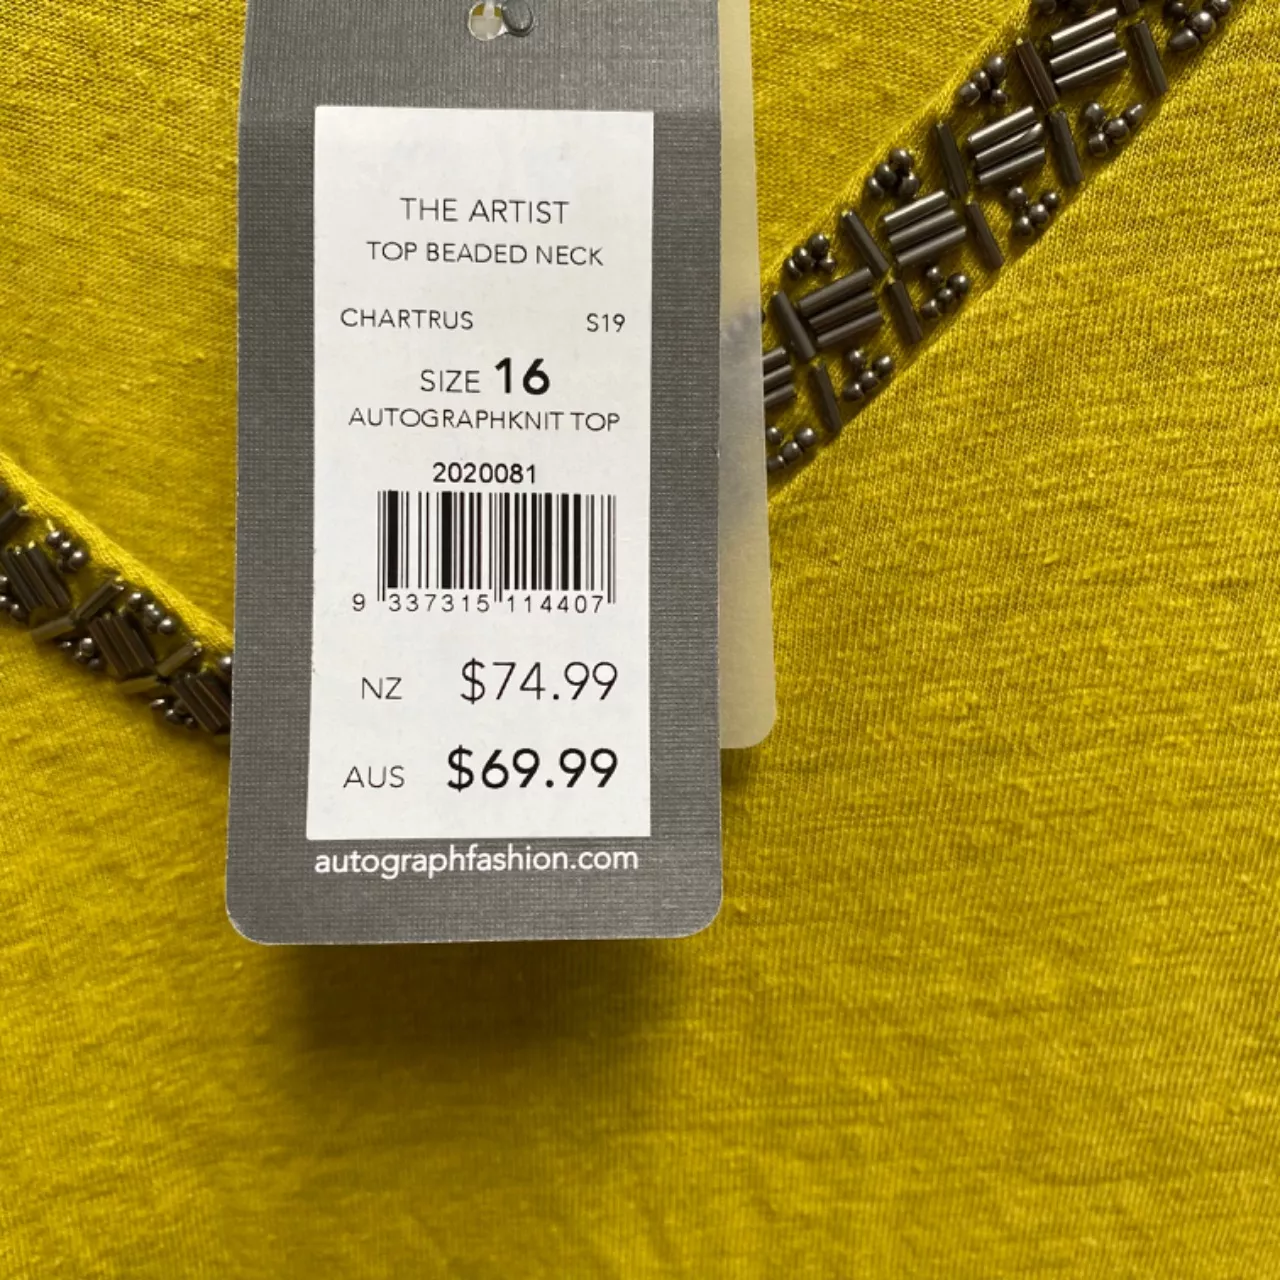 THE ARTIST
TOP BEADED NECK
CHARTRUS S19
SIZE 16
AUTOGRAPHKNIT TOP
2020081
9 337315 114407
NZ $74.99
AUS $69.99
autographfashion.com